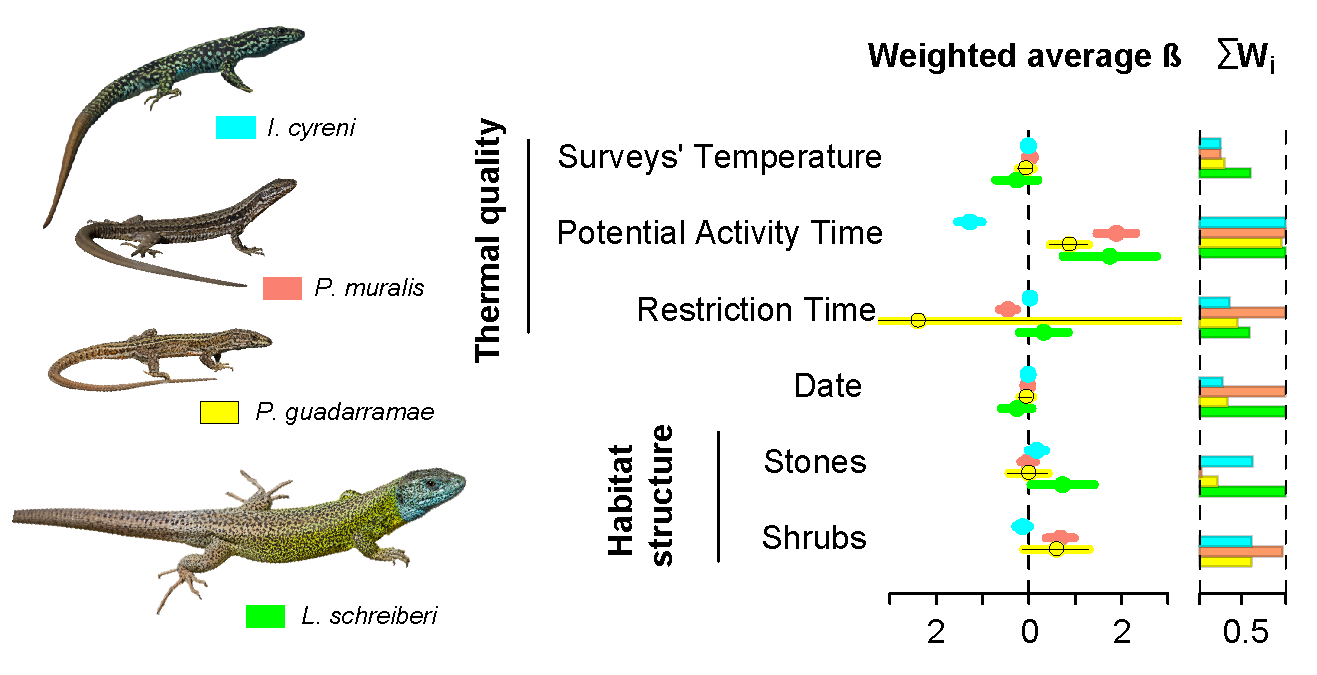 Weighted average ß
∑Wi
I. cyreni
P. muralis
P. guadarramae
L. schreiberi
Thermal quality
Surveys' Temperature
Potential Activity Time
Restriction Time
Date
Habitat
structure
Stones
Shrubs
2 0 2
0.5